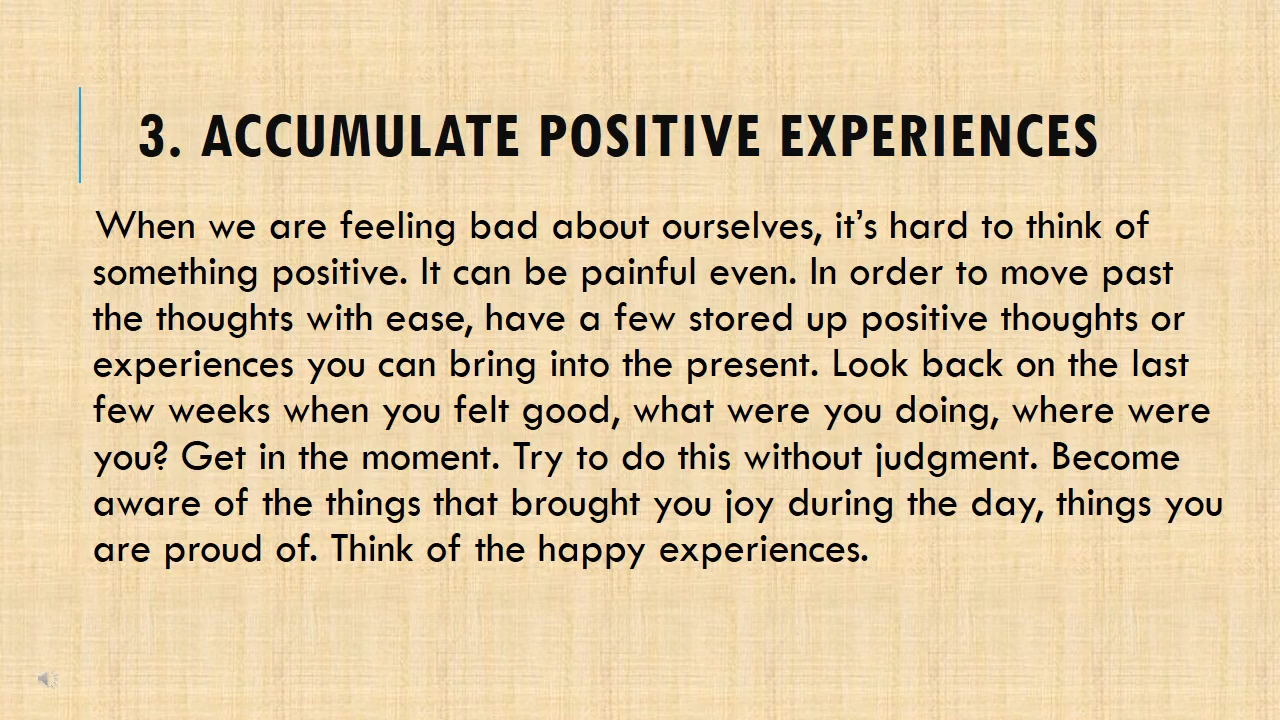 3. ACCUMULATE POSITIVE EXPERIENCES
When we are feeling bad about ourselves, it’s hard to think of
something positive. It can be painful even. In order to move past
the thoughts with ease, have a few stored up positive thoughts or
experiences you can bring into the present. Look back on the last
few weeks when you felt good, what were you doing, where were
you? Get in the moment. Try to do this without judgment. Become
aware of the things that brought you joy during the day, things you
are proud of. Think of the happy experiences.